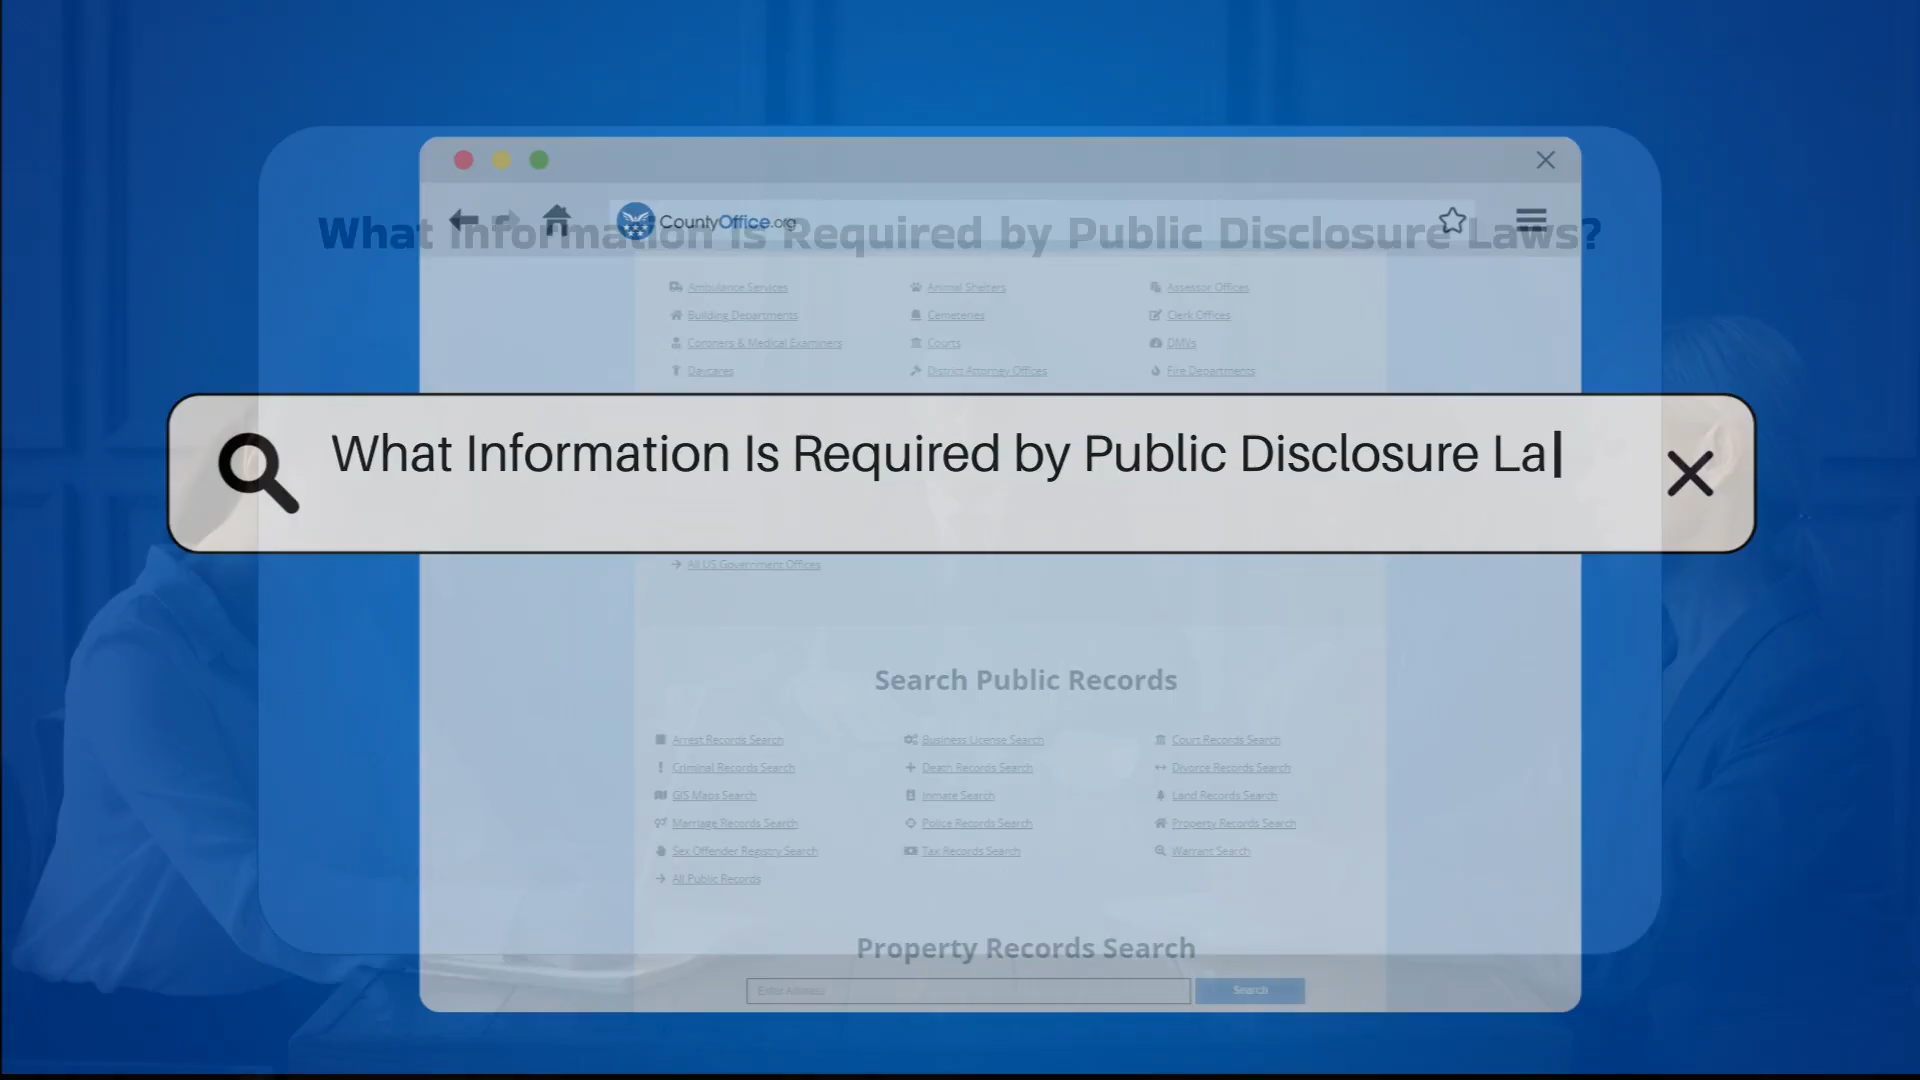 CountyOffice.org
What Information Is Required by Public Disclosure Laws?
Ambulance Services
Animal Shelters
Assessor Offices
Building Departments
Cemeteries
Clerk Offices
Coroners & Medical Examiners
Courts
DMVs
Daycares
District Attorney Offices
Fire Departments
What Information Is Required by Public Disclosure La
All US Government Offices
Search Public Records
Arrest Records Search
Business License Search
Court Records Search
Criminal Records Search
Death Records Search
Divorce Records Search
GIS Maps Search
Inmate Search
Land Records Search
Marriage Records Search
Police Records Search
Property Records Search
Sex Offender Registry Search
Tax Records Search
Warrant Search
All Public Records
Property Records Search
Enter Address
Search